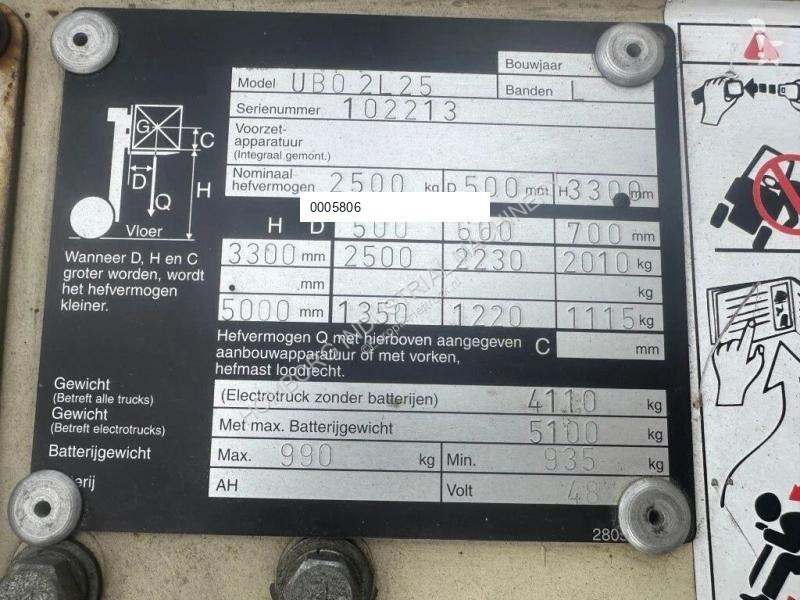 Bouwjaar
Model UB0 2L25 Banden L
Serienummer 102213
Voorzet-
apparatuur
(Integraal gemont.)
Nominaal
hefvermogen 2500 kg D 500 mm H 3300 mm
0005806
G
C
D
H
Q
Vloer
H D 500 600 700 mm
3300 mm 2500 2230 2010 kg
mm kg
5000 mm 1350 1220 1115 kg
Wanneer D, H en C
groter worden, wordt
het hefvermogen
kleiner.
Hefvermogen Q met hierboven aangegeven
aanbouwapparatuur óf met vorken,
hefmast loodrecht.
C mm
Gewicht
(Betreft alle trucks)
(Electrotruck zonder batterijen) 4110 kg
Gewicht
(Betreft electrotrucks)
Met max. Batterijgewicht 5100 kg
Batterijgewicht Max. 990 kg Min. 935 kg
AH Volt 48